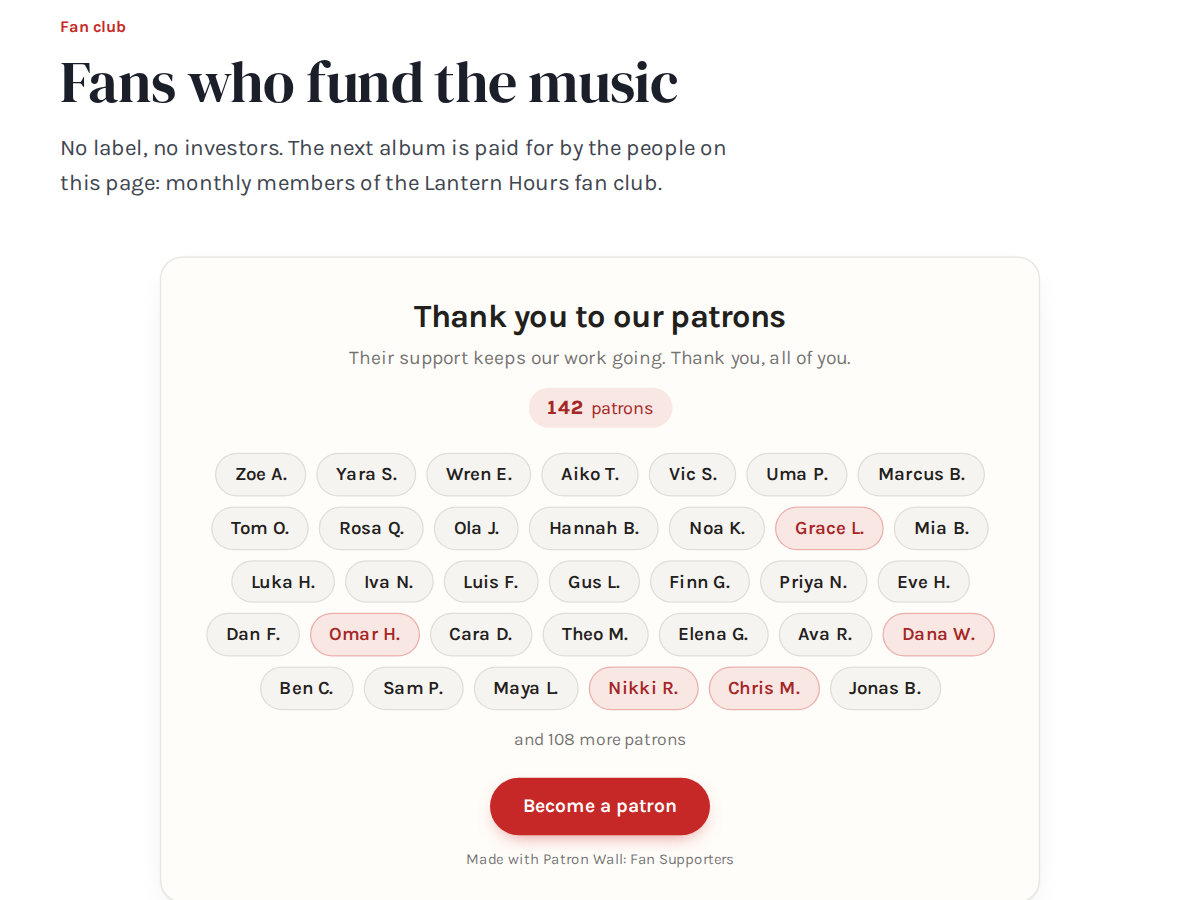 Fan club
Fans who fund the music
No label, no investors. The next album is paid for by the people on
this page: monthly members of the Lantern Hours fan club.
Thank you to our patrons
Their support keeps our work going. Thank you, all of you.
142 patrons
Zoe A. Yara S. Wren E. Aiko T. Vic S. Uma P. Marcus B.
Tom O. Rosa Q. Ola J. Hannah B. Noa K. Grace L. Mia B.
Luka H. Iva N. Luis F. Gus L. Finn G. Priya N. Eve H.
Dan F. Omar H. Cara D. Theo M. Elena G. Ava R. Dana W.
Ben C. Sam P. Maya L. Nikki R. Chris M. Jonas B.
and 108 more patrons
Become a patron
Made with Patron Wall: Fan Supporters